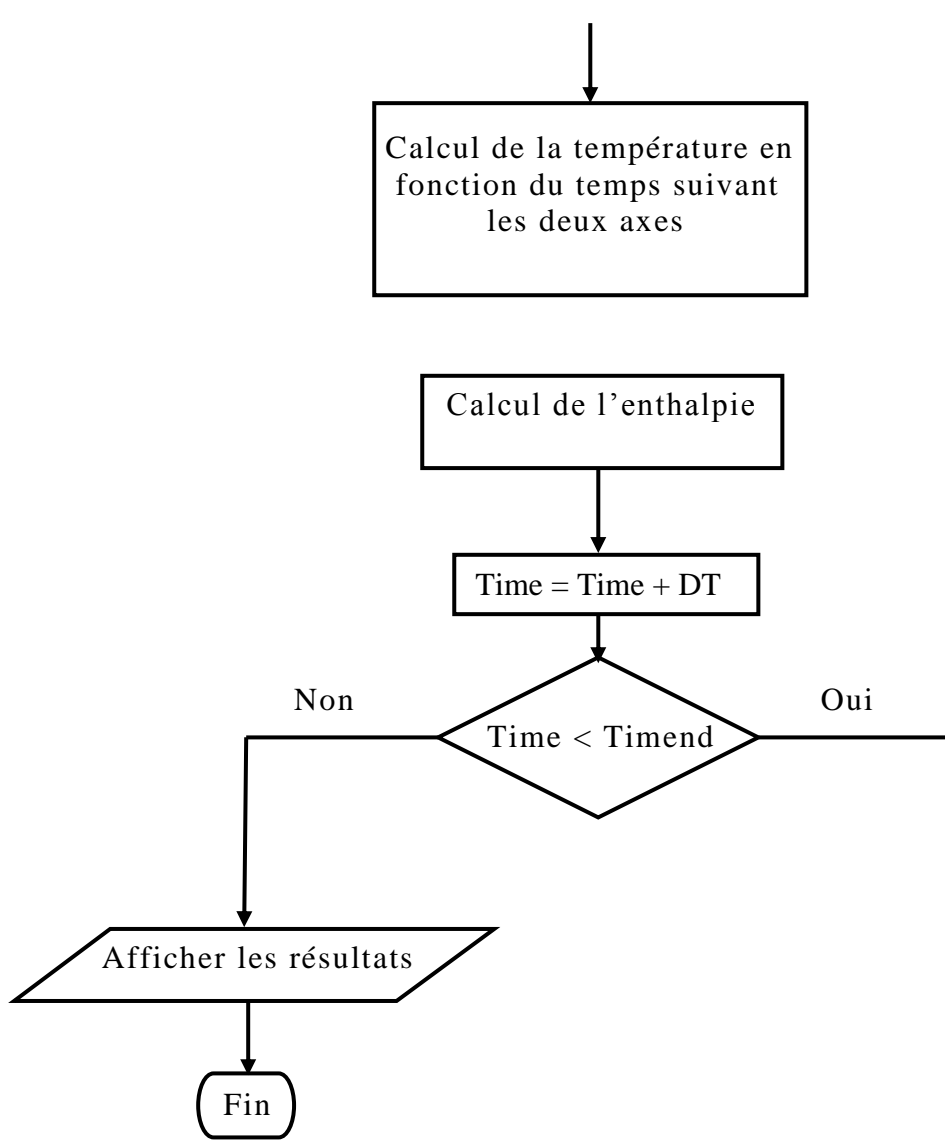 Calcul de la température en
fonction du temps suivant
les deux axes
Calcul de l’enthalpie
Time = Time + DT
Non
Oui
Time < Timend
Afficher les résultats
Fin